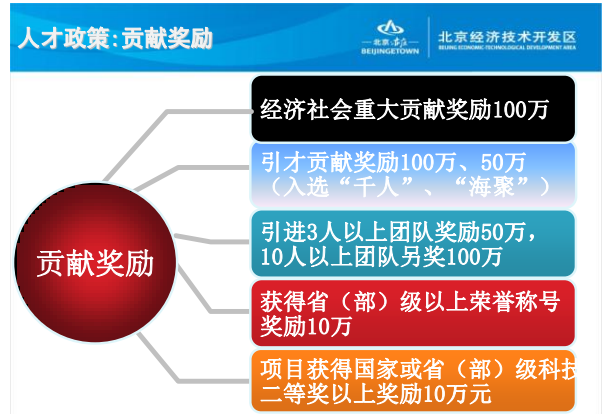 人才政策:贡献奖励
北京·亦庄
BEIJINGETOWN
北京经济技术开发区
BEIJING ECONOMIC-TECHNOLOGICAL DEVELOPMENT AREA
贡献奖励
经济社会重大贡献奖励100万
引才贡献奖励100万、50万
（入选“千人”、“海聚”）
引进3人以上团队奖励50万，
10人以上团队另奖100万
获得省（部）级以上荣誉称号
奖励10万
项目获得国家或省（部）级科技
二等奖以上奖励10万元